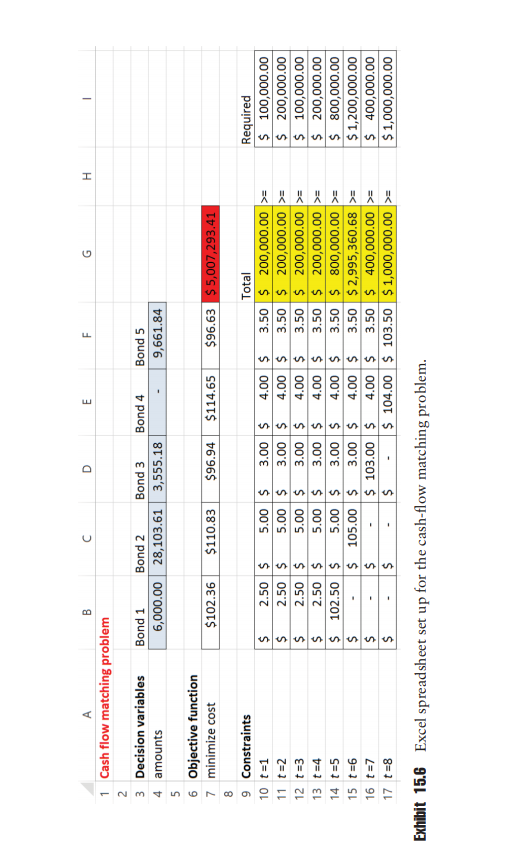 A B C D E F G H I
1 Cash flow matching problem
2
3 Decision variables Bond 1 Bond 2 Bond 3 Bond 4 Bond 5
4 amounts 6,000.00 28,103.61 3,555.18 - 9,661.84
5
6 Objective function
7 minimize cost $102.36 $110.83 $96.94 $114.65 $96.63 $ 5,007,293.41
8
9 Constraints Total Required
10 t =1 $ 2.50 $ 5.00 $ 3.00 $ 4.00 $ 3.50 $ 200,000.00 >= $ 100,000.00
11 t =2 $ 2.50 $ 5.00 $ 3.00 $ 4.00 $ 3.50 $ 200,000.00 >= $ 200,000.00
12 t =3 $ 2.50 $ 5.00 $ 3.00 $ 4.00 $ 3.50 $ 200,000.00 >= $ 100,000.00
13 t =4 $ 2.50 $ 5.00 $ 3.00 $ 4.00 $ 3.50 $ 200,000.00 >= $ 200,000.00
14 t =5 $ 102.50 $ 5.00 $ 3.00 $ 4.00 $ 3.50 $ 800,000.00 >= $ 800,000.00
15 t =6 $ - $ 105.00 $ 3.00 $ 4.00 $ 3.50 $ 2,995,360.68 >= $ 1,200,000.00
16 t =7 $ - $ - $ 103.00 $ 4.00 $ 3.50 $ 400,000.00 >= $ 400,000.00
17 t =8 $ - $ - $ - $ 104.00 $ 103.50 $ 1,000,000.00 >= $ 1,000,000.00
Exhibit 15.6 Excel spreadsheet set up for the cash-flow matching problem.